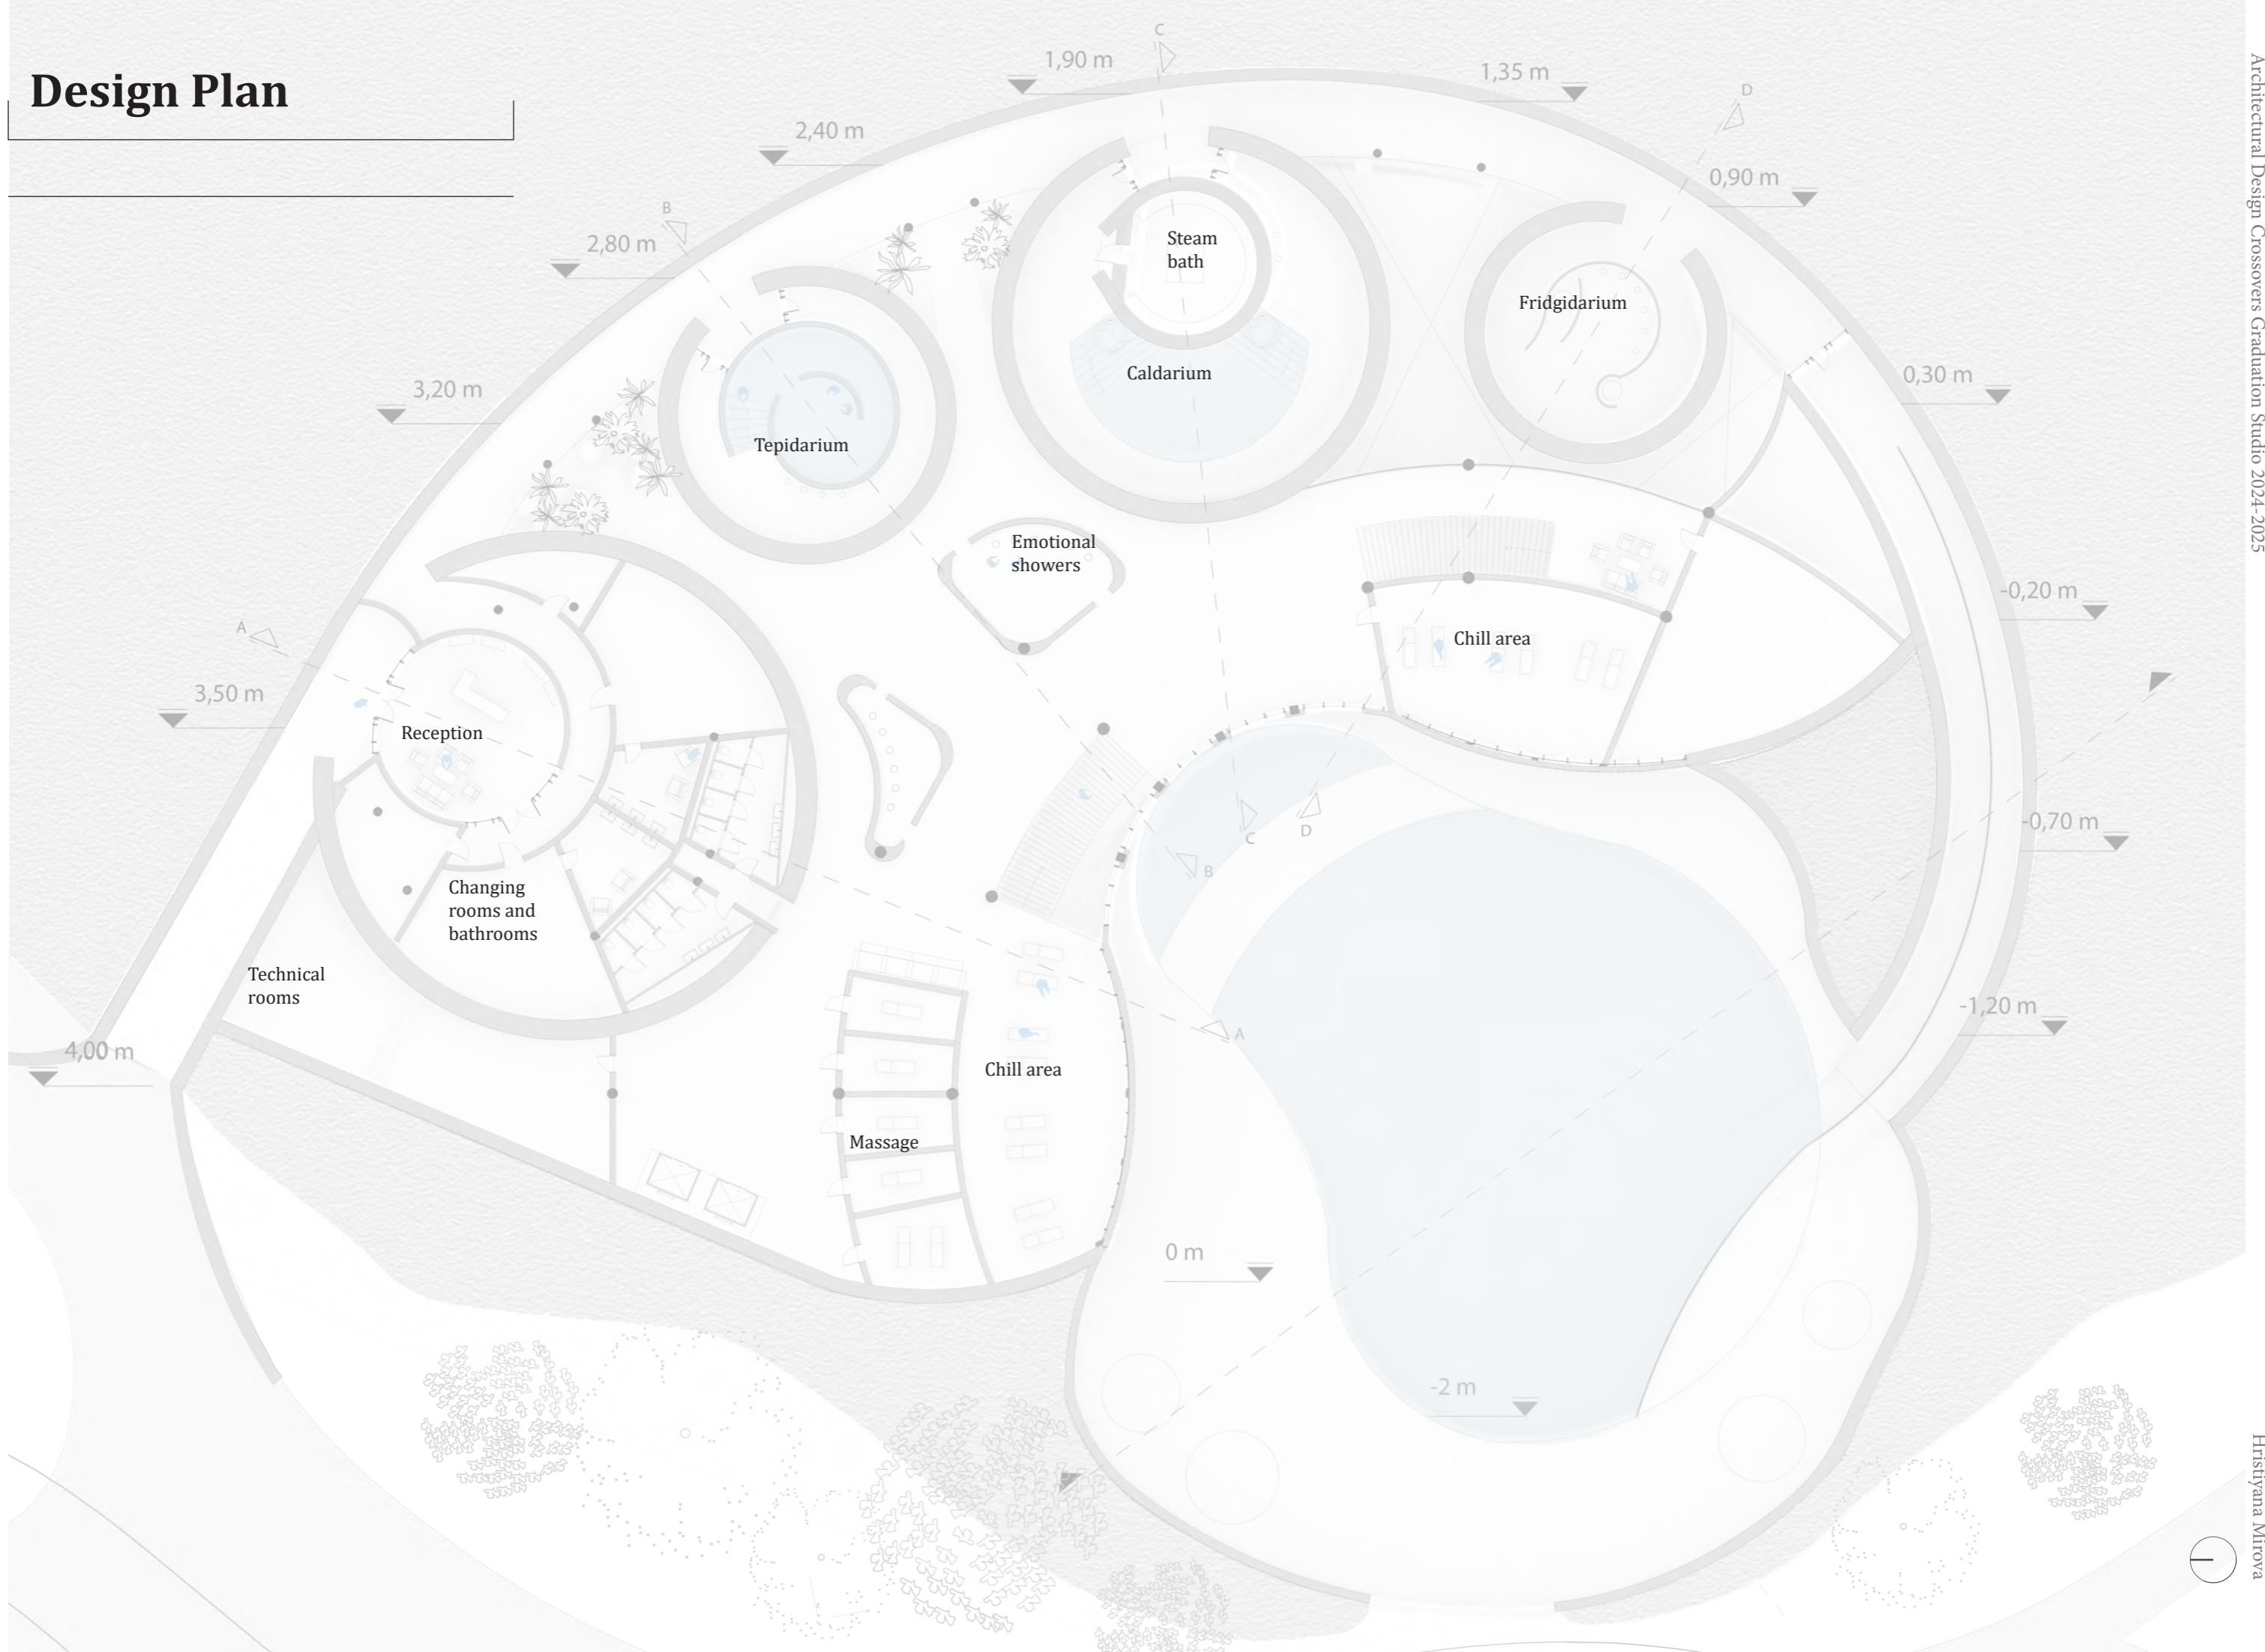 Design Plan
C
1,90 m
1,35 m
D
2,40 m
0,90 m
B
2,80 m
Steam
bath
Fridgidarium
3,20 m
Caldarium
0,30 m
Tepidarium
Emotional
showers
-0,20 m
A
Chill area
3,50 m
Reception
C
D
-0,70 m
B
Changing
rooms and
bathrooms
Technical
rooms
-1,20 m
A
4,00 m
Chill area
Massage
0 m
-2 m
Architectural Design Crossovers Graduation Studio 2024-2025
Hristiyana Mirova